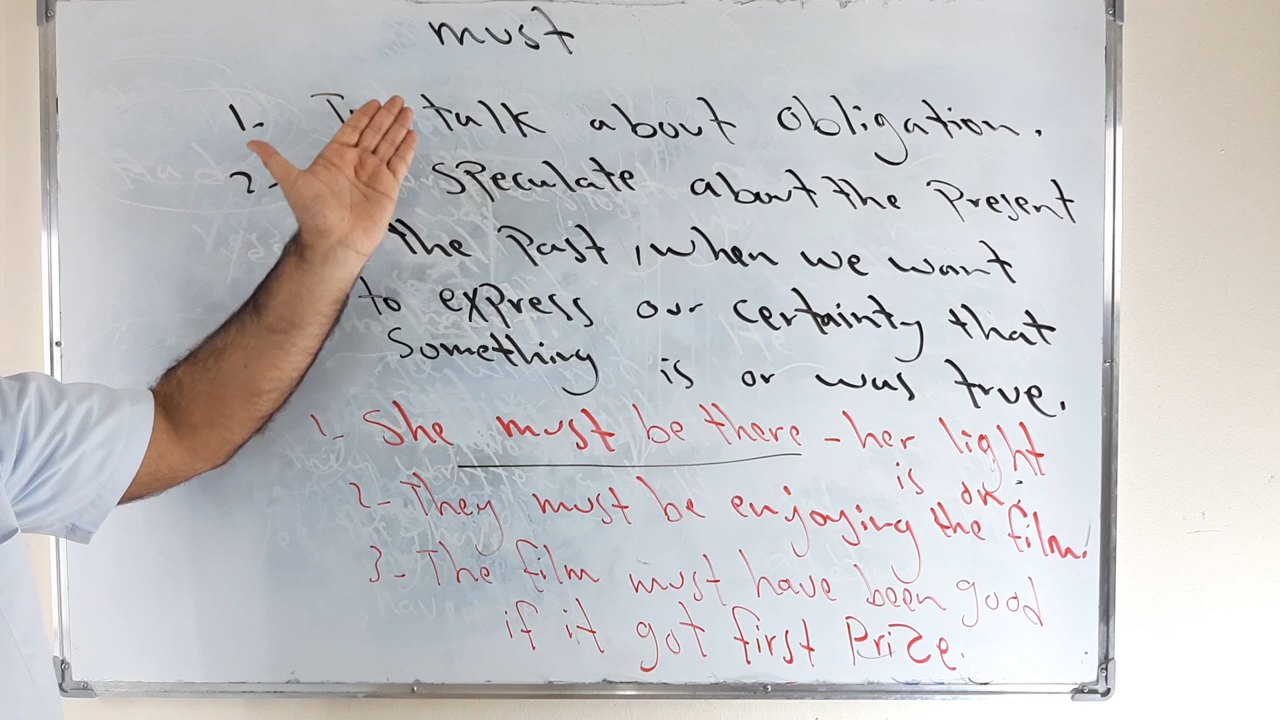 must
1. talk about obligation.
2- speculate about the present
the past, when we want
to express our certainty that
something is or was true.
1- She must be there - her light
is on.
2- They must be enjoying the film.
3- The film must have been good
if it got first prize.